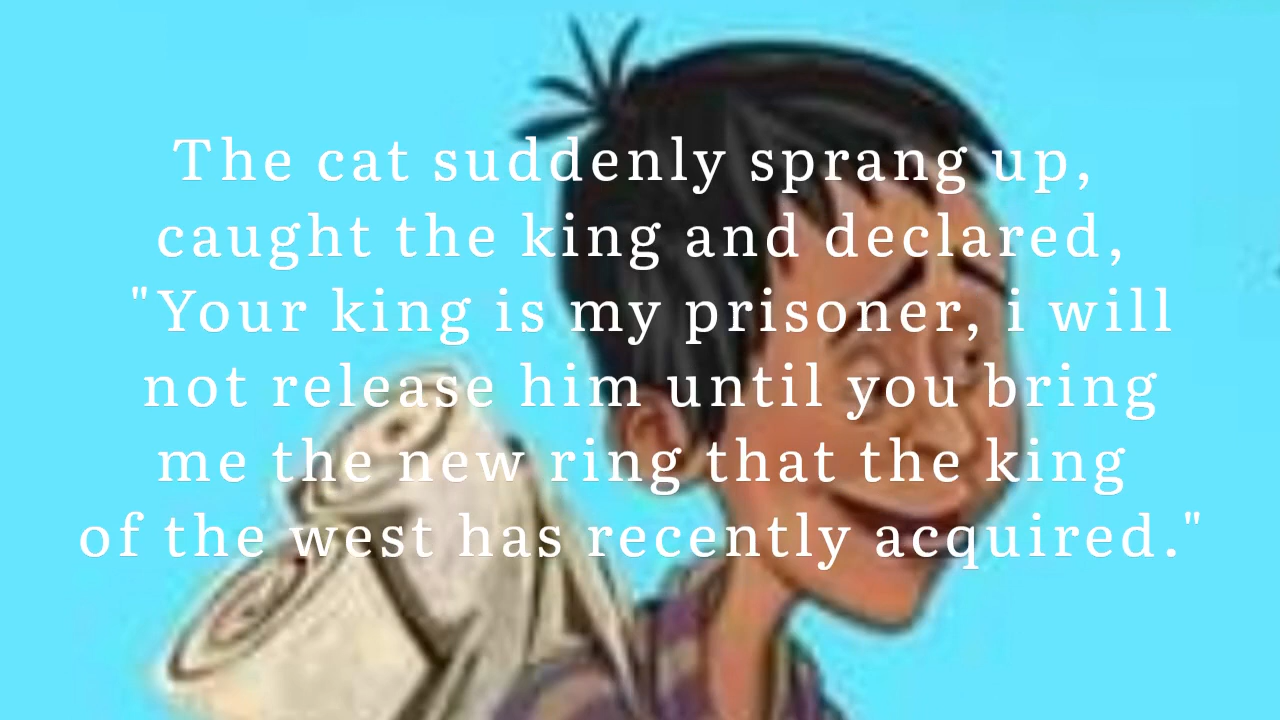 The cat suddenly sprang up,
caught the king and declared,
"Your king is my prisoner, i will
not release him until you bring
me the new ring that the king
of the west has recently acquired."